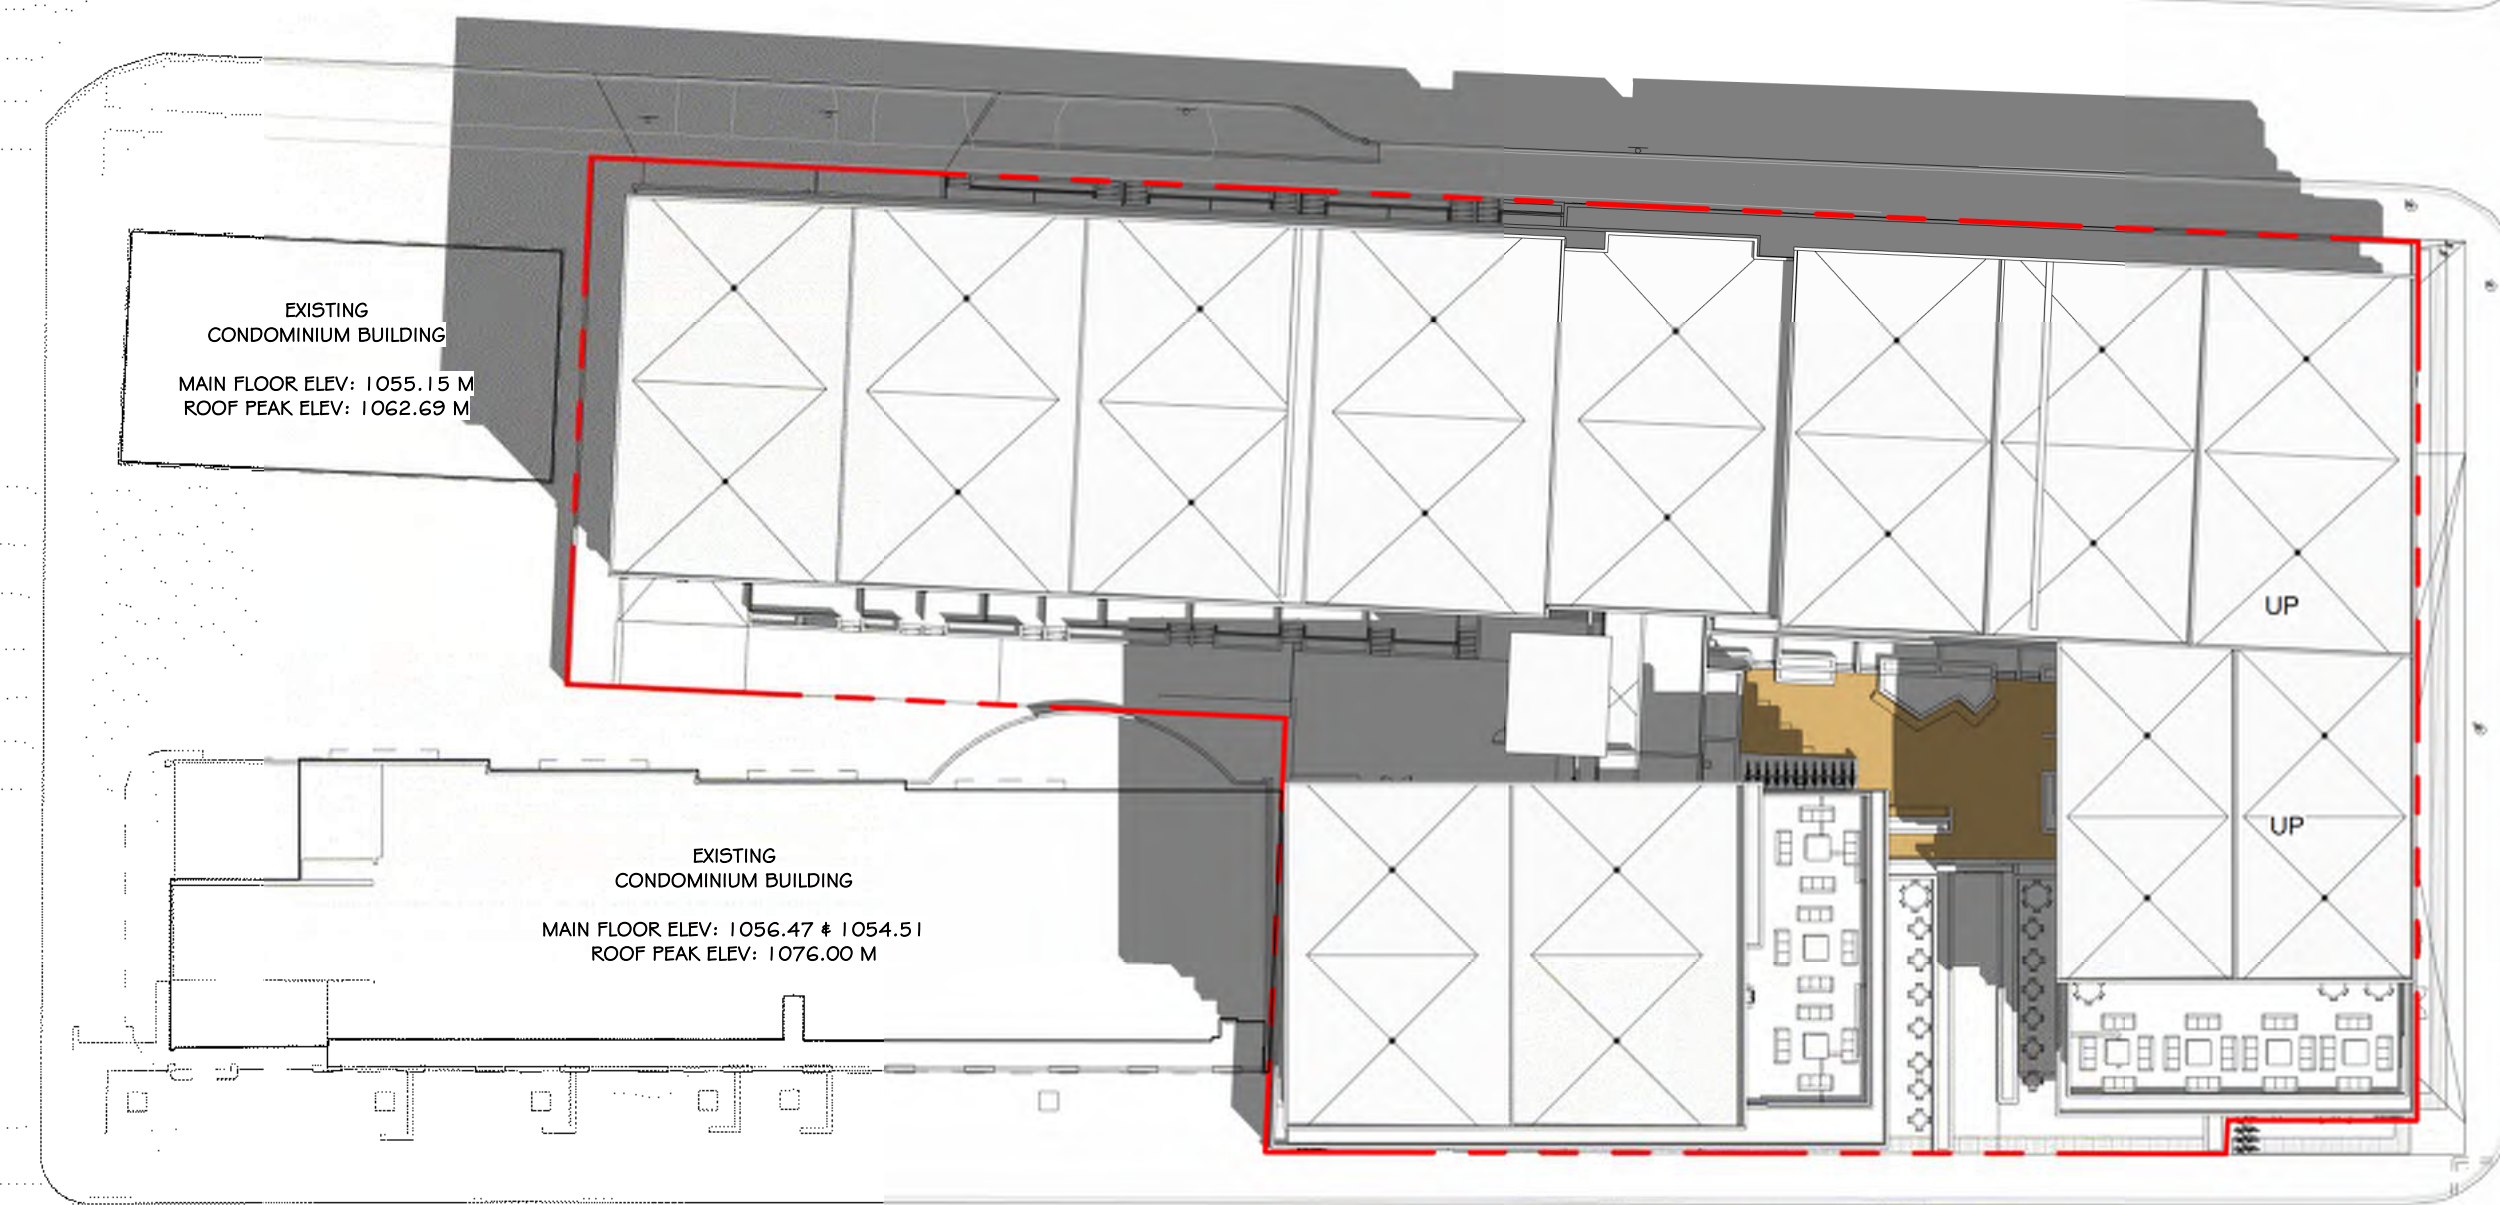 EXISTING
CONDOMINIUM BUILDING
MAIN FLOOR ELEV: 1055.15 M
ROOF PEAK ELEV: 1062.69 M
UP
UP
EXISTING
CONDOMINIUM BUILDING
MAIN FLOOR ELEV: 1056.47 & 1054.51
ROOF PEAK ELEV: 1076.00 M